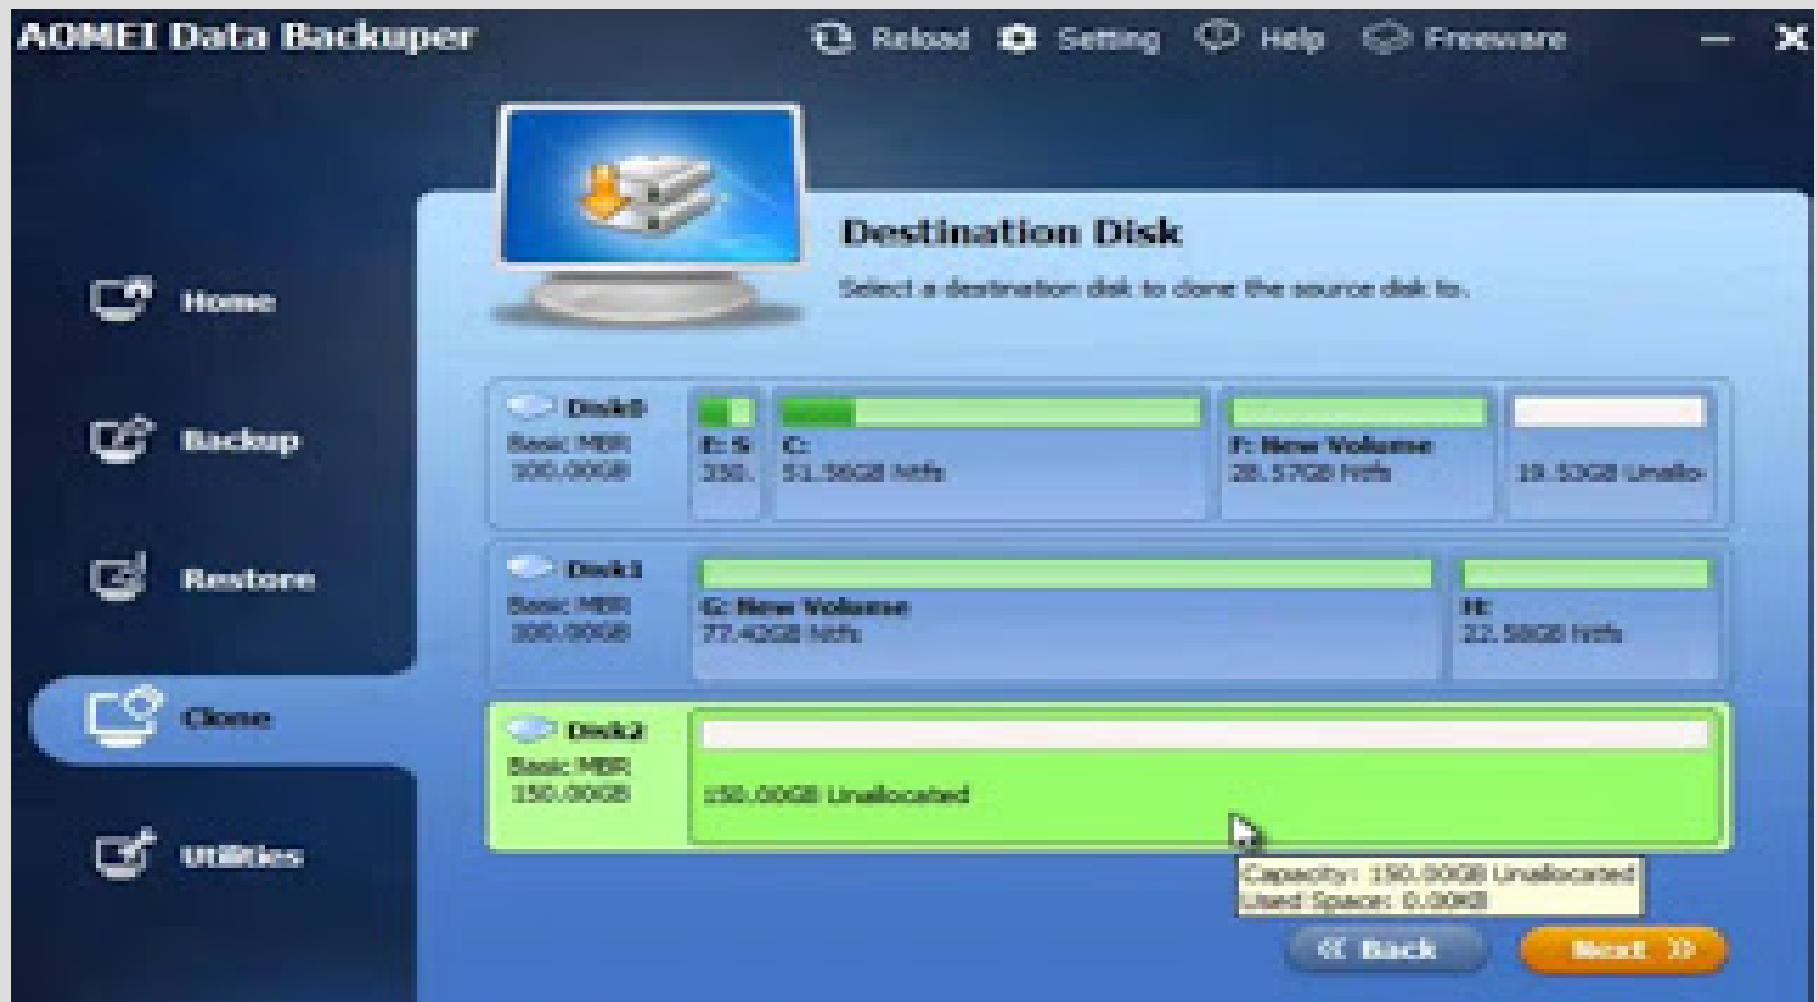 AOMEI Data Backuper
Reload Setting Help Freeware
Destination Disk
Select a destination disk to clone the source disk to.
Home
Backup
Restore
Clone
Utilities
Disk0
Basic MBR
100.00GB
E: S
350.
C:
51.56GB Ntfs
F: New Volume
28.57GB Ntfs
19.53GB Unallo
Disk1
Basic MBR
100.00GB
G: New Volume
77.42GB Ntfs
H:
22.58GB Ntfs
Disk2
Basic MBR
150.00GB
150.00GB Unallocated
Capacity: 150.00GB Unallocated
Used Space: 0.00KB
Back
Next